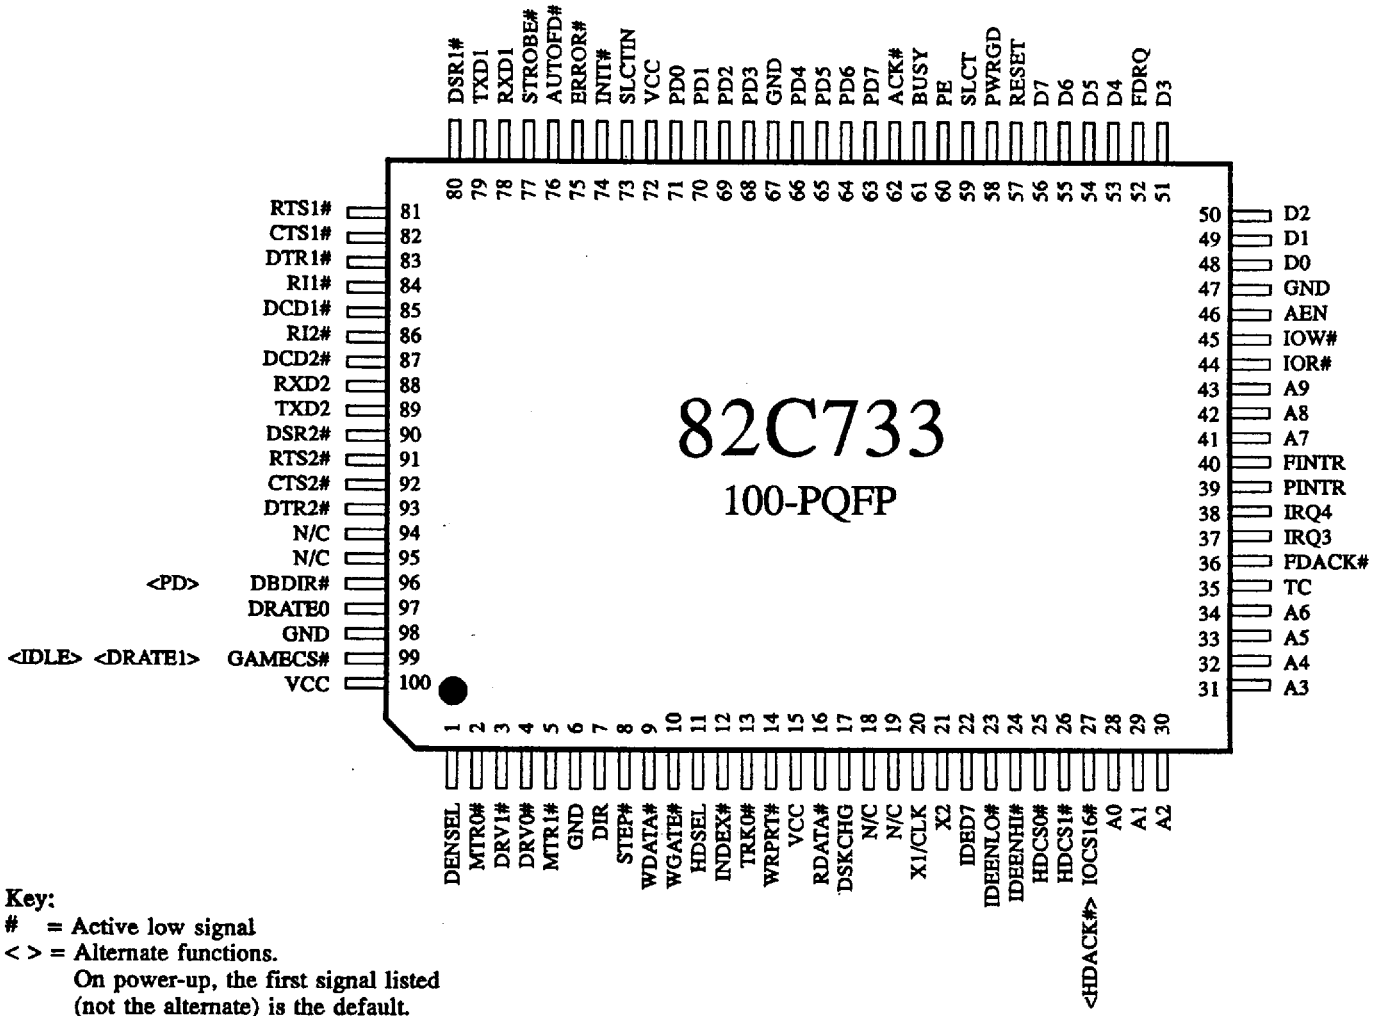 DSR1#
TXD1
RXD1
STROBE#
AUTOFD#
ERROR#
INIT#
SLCTIN
VCC
PD0
PD1
PD2
PD3
GND
PD4
PD5
PD6
PD7
ACK#
BUSY
PE
SLCT
PWRGD
RESET
D7
D6
D5
D4
FDRQ
D3
80 79 78 77 76 75 74 73 72 71 70 69 68 67 66 65 64 63 62 61 60 59 58 57 56 55 54 53 52 51
RTS1# 81
CTS1# 82
DTR1# 83
RI1# 84
DCD1# 85
RI2# 86
DCD2# 87
RXD2 88
TXD2 89
DSR2# 90
RTS2# 91
CTS2# 92
DTR2# 93
N/C 94
N/C 95
<PD> DBDIR# 96
DRATE0 97
GND 98
<IDLE> <DRATE1> GAMECS# 99
VCC 100
82C733
100-PQFP
50 D2
49 D1
48 D0
47 GND
46 AEN
45 IOW#
44 IOR#
43 A9
42 A8
41 A7
40 FINTR
39 PINTR
38 IRQ4
37 IRQ3
36 FDACK#
35 TC
34 A6
33 A5
32 A4
31 A3
1 2 3 4 5 6 7 8 9 10 11 12 13 14 15 16 17 18 19 20 21 22 23 24 25 26 27 28 29 30
DENSEL
MTR0#
DRV1#
DRV0#
MTR1#
GND
DIR
STEP#
WDATA#
WGATE#
HDSEL
INDEX#
TRK0#
WRPRT#
VCC
RDATA#
DSKCHG
N/C
N/C
X1/CLK
X2
IDED7
IDEENLO#
IDEENHI#
HDCS0#
HDCS1#
<HDACK#> IOCS16#
A0
A1
A2
Key:
# = Active low signal
< > = Alternate functions.
On power-up, the first signal listed
(not the alternate) is the default.